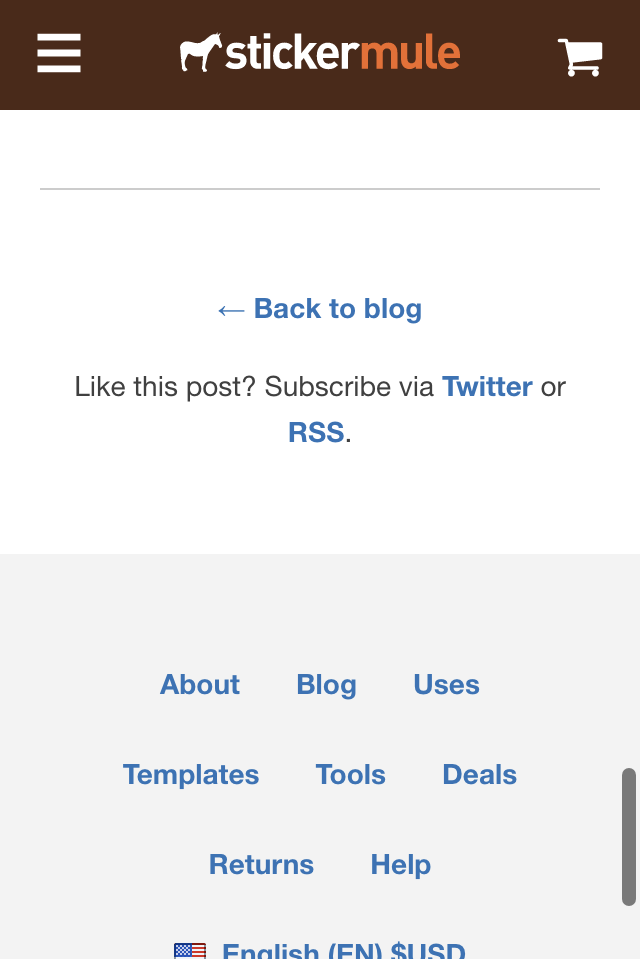 stickermule
← Back to blog
Like this post? Subscribe via Twitter or
RSS.
About Blog Uses
Templates Tools Deals
Returns Help
English (EN) $USD